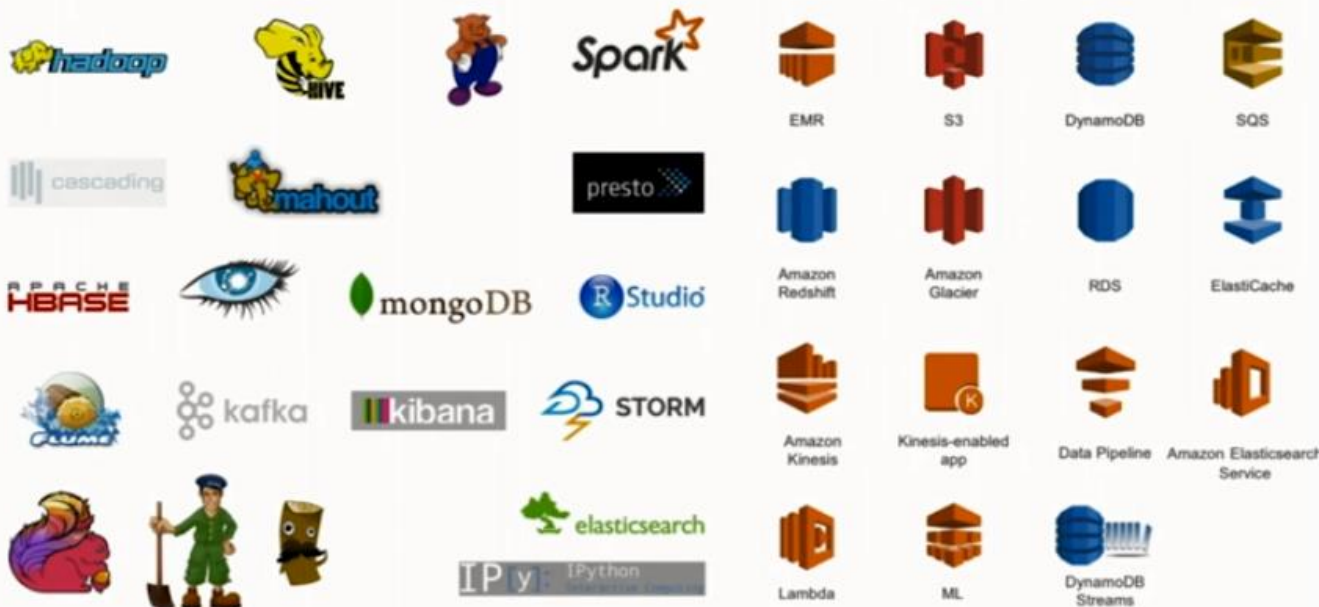 hadoop
HIVE
Spark
EMR
S3
DynamoDB
SQS
cascading
mahout
presto
Amazon
Redshift
Amazon
Glacier
RDS
ElastiCache
APACHE
HBASE
mongoDB
R Studio
FLUME
kafka
kibana
STORM
Amazon
Kinesis
Kinesis-enabled
app
K
Data Pipeline
Amazon Elasticsearch
Service
elasticsearch
IP[y]:
IPython
Interactive Computing
Lambda
ML
DynamoDB
Streams